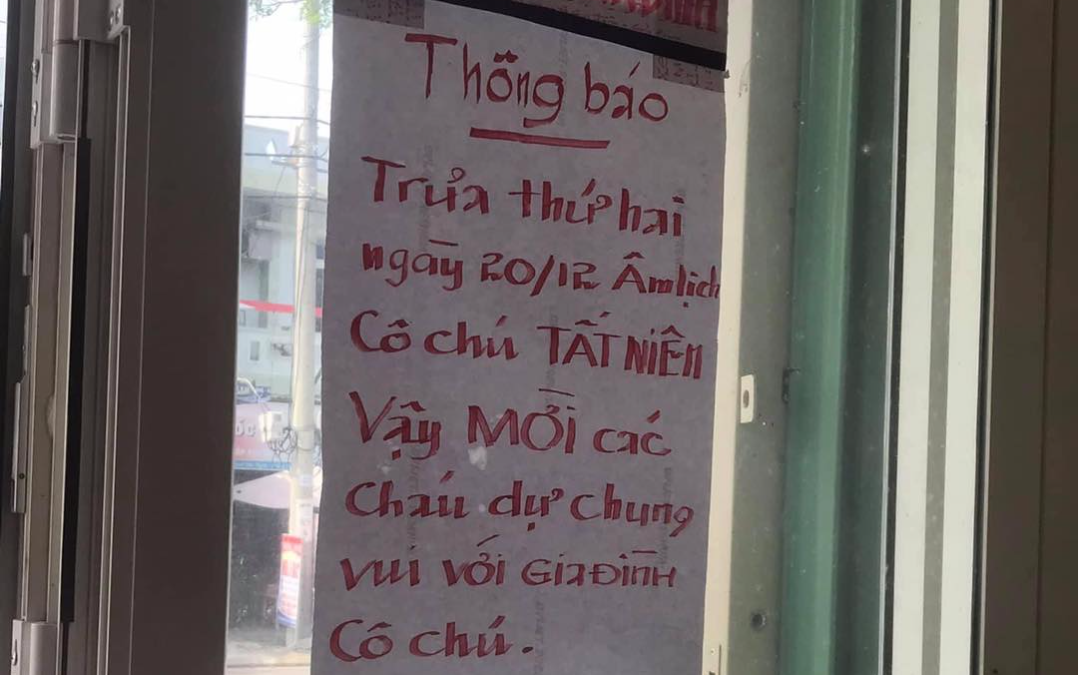 Thông báo
Trưa thứ hai
ngày 20/12 Âm lịch
Cô chú TẤT NIÊN
Vậy MỜI các
Cháu dự chung
vui với GIA ĐÌNH
Cô chú.